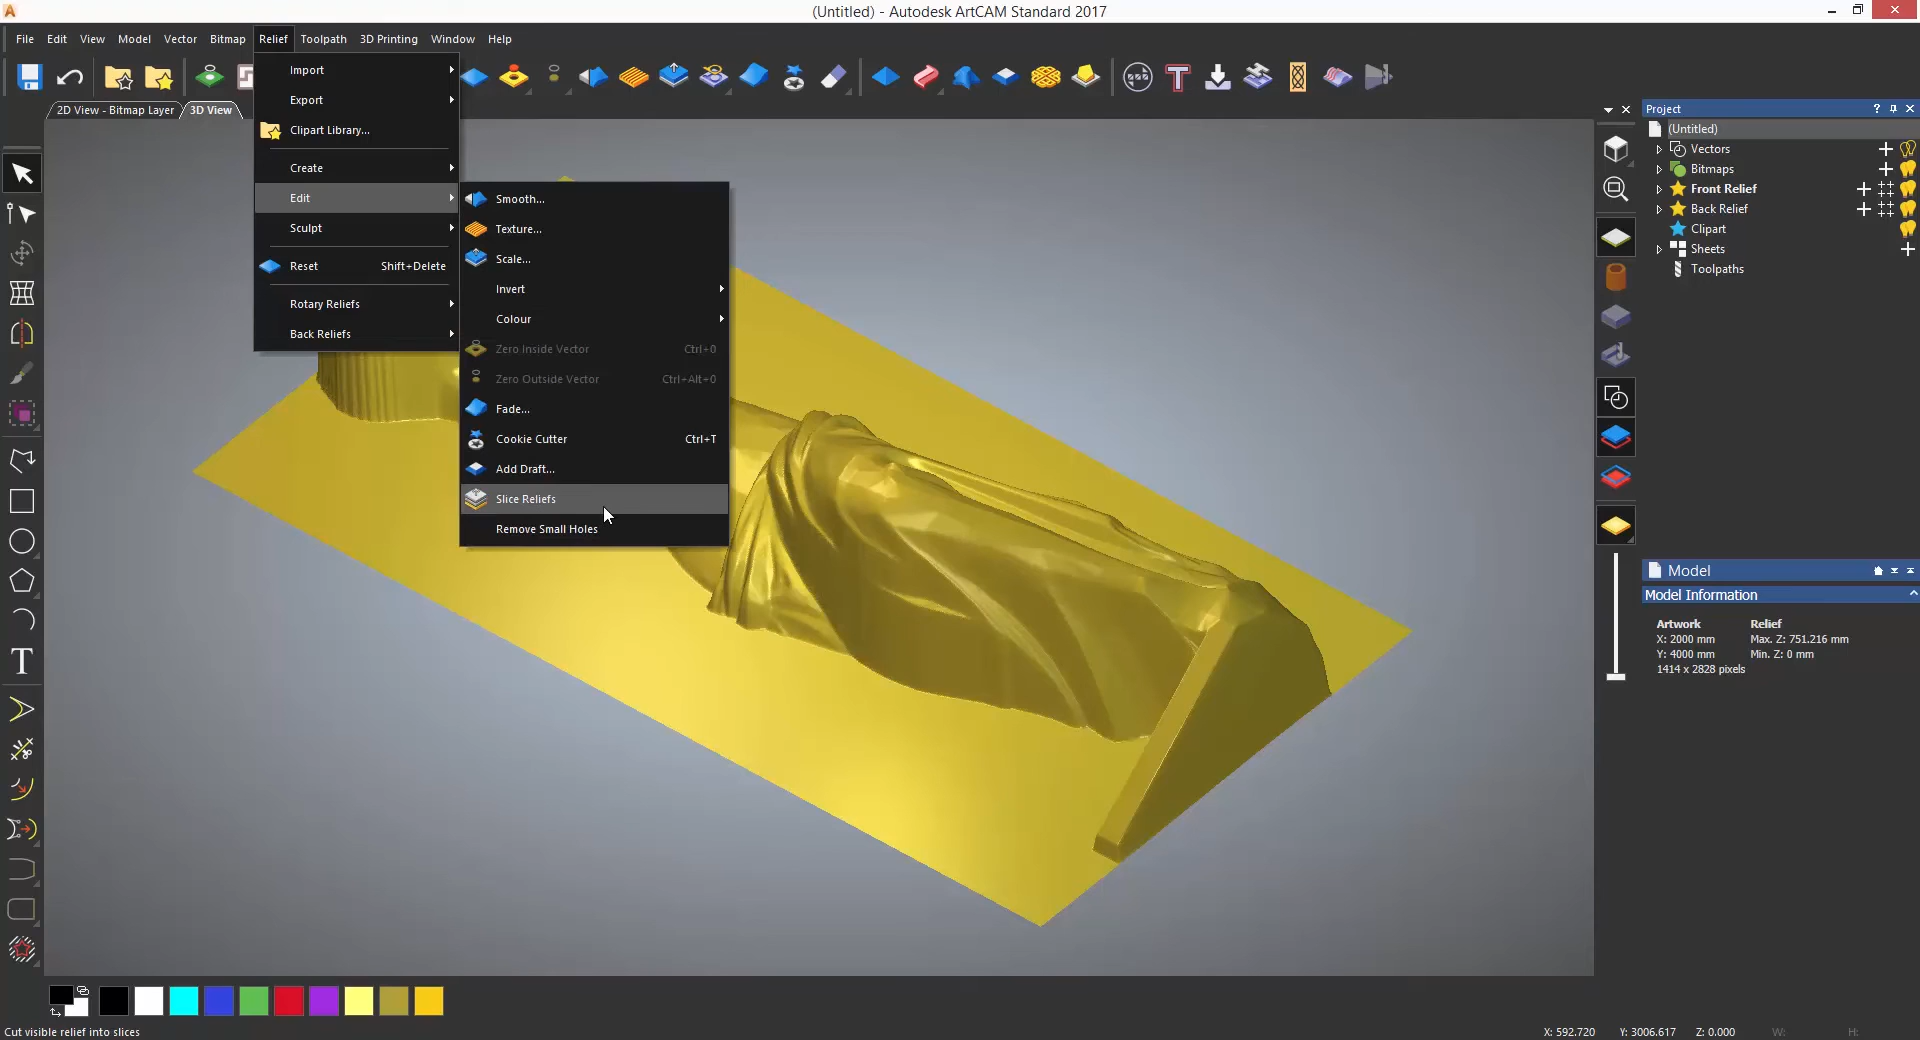 (Untitled) - Autodesk ArtCAM Standard 2017
File Edit View Model Vector Bitmap Relief Toolpath 3D Printing Window Help
2D View - Bitmap Layer 3D View
Import
Export
Clipart Library...
Create
Edit
Sculpt
Reset Shift+Delete
Rotary Reliefs
Back Reliefs
Smooth...
Texture...
Scale...
Invert
Colour
Zero Inside Vector Ctrl+0
Zero Outside Vector Ctrl+Alt+0
Fade...
Cookie Cutter Ctrl+T
Add Draft...
Slice Reliefs
Remove Small Holes
Project
(Untitled)
Vectors
Bitmaps
Front Relief
Back Relief
Clipart
Sheets
Toolpaths
Model
Model Information
Artwork Relief
X: 2000 mm Max. Z: 751.216 mm
Y: 4000 mm Min. Z: 0 mm
1414 x 2828 pixels
Cut visible relief into slices
X: 592.720 Y: 3006.617 Z: 0.000 W: H: